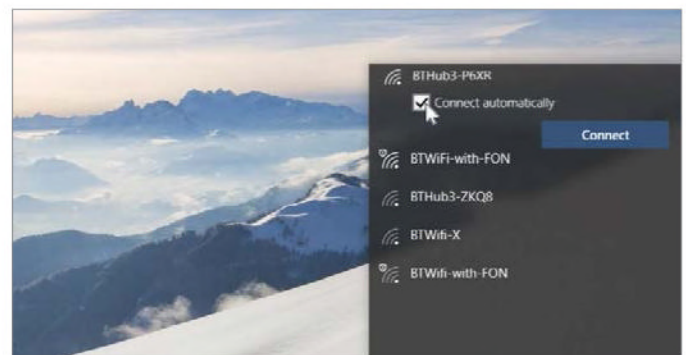 BTHub3-P6XR
Connect automatically
Connect
BTWiFi-with-FON
BTHub3-ZKQ8
BTWifi-X
BTWifi-with-FON